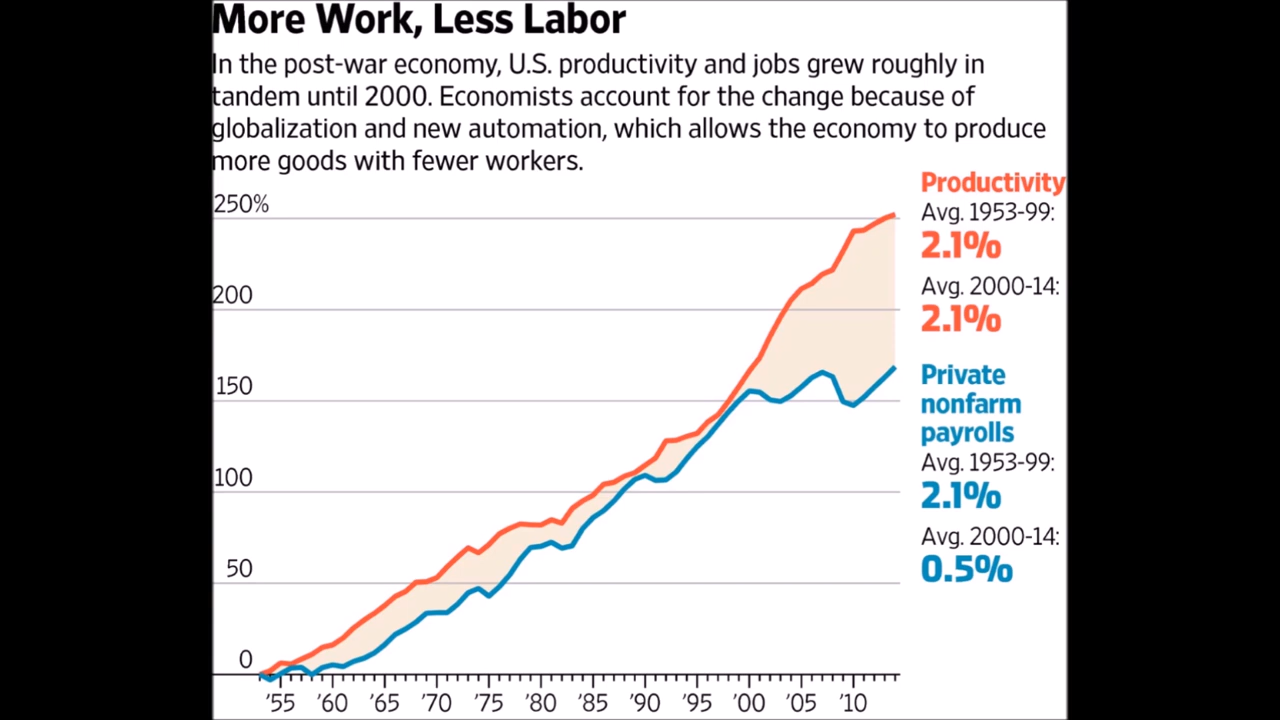 More Work, Less Labor
In the post-war economy, U.S. productivity and jobs grew roughly in
tandem until 2000. Economists account for the change because of
globalization and new automation, which allows the economy to produce
more goods with fewer workers.
Productivity
Avg. 1953-99:
2.1%
Avg. 2000-14:
2.1%
Private
nonfarm
payrolls
Avg. 1953-99:
2.1%
Avg. 2000-14:
0.5%
250%
200
150
100
50
0
'55 '60 '65 '70 '75 '80 '85 '90 '95 '00 '05 '10